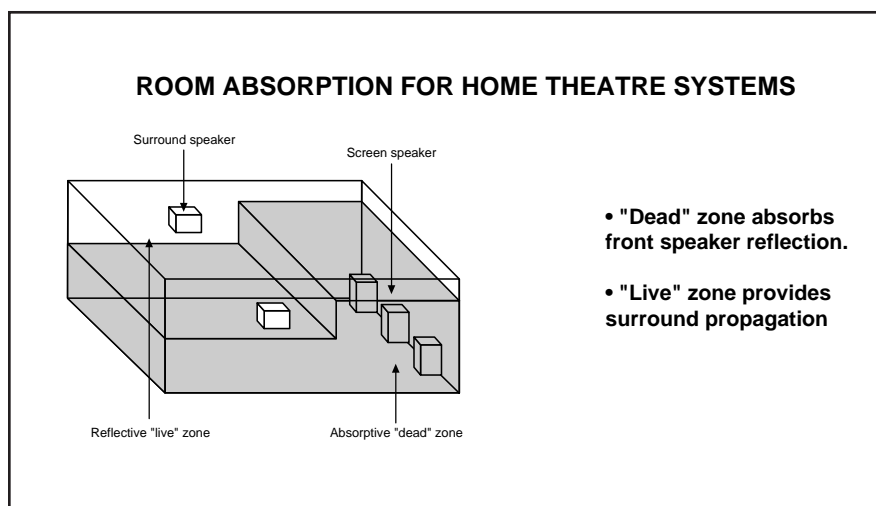 ROOM ABSORPTION FOR HOME THEATRE SYSTEMS
Surround speaker
Screen speaker
• "Dead" zone absorbs
front speaker reflection.
• "Live" zone provides
surround propagation
Reflective "live" zone
Absorptive "dead" zone